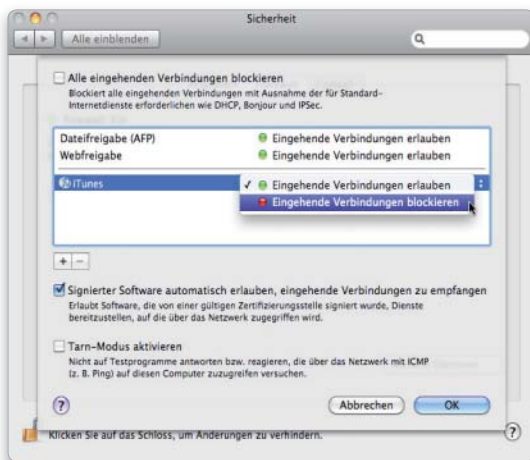 Sicherheit
Alle einblenden
Alle eingehenden Verbindungen blockieren
Blockiert alle eingehenden Verbindungen mit Ausnahme der für Standard-
Internetdienste erforderlichen wie DHCP, Bonjour und IPSec.
Dateifreigabe (AFP) Eingehende Verbindungen erlauben
Webfreigabe Eingehende Verbindungen erlauben
iTunes ✓ Eingehende Verbindungen erlauben
Eingehende Verbindungen blockieren
+ −
Signierter Software automatisch erlauben, eingehende Verbindungen zu empfangen
Erlaubt Software, die von einer gültigen Zertifizierungsstelle signiert wurde, Dienste
bereitzustellen, auf die über das Netzwerk zugegriffen wird.
Tarn-Modus aktivieren
Nicht auf Testprogramme antworten bzw. reagieren, die über das Netzwerk mit ICMP
(z. B. Ping) auf diesen Computer zuzugreifen versuchen.
? Abbrechen OK
Klicken Sie auf das Schloss, um Änderungen zu verhindern. ?